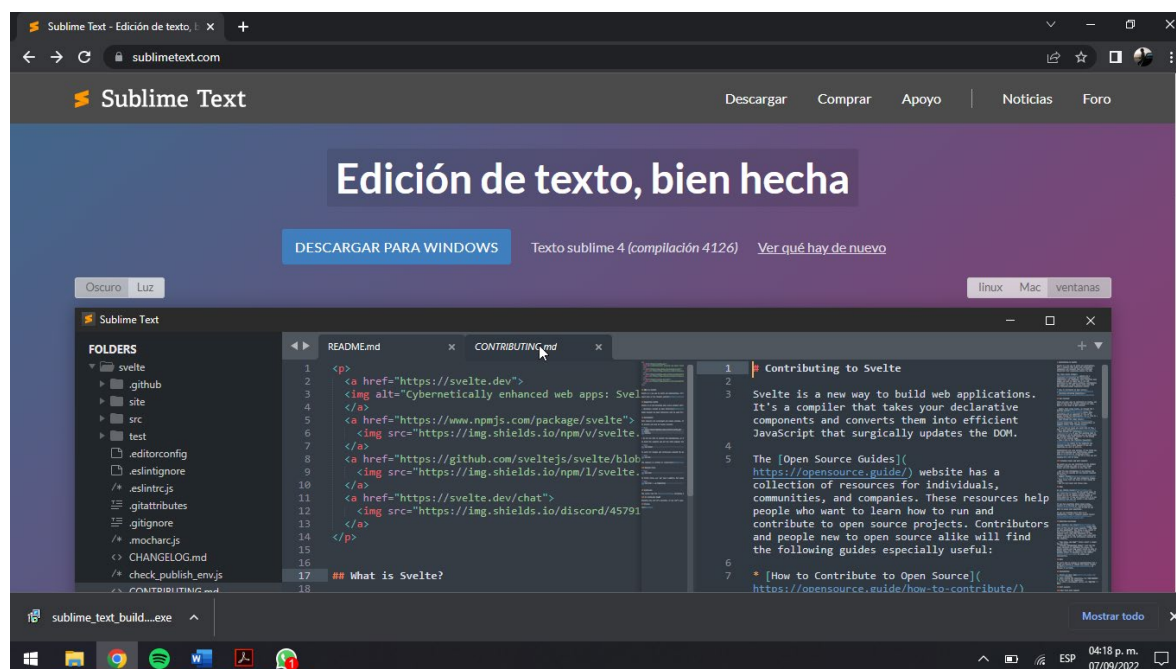 Sublime Text - Edición de texto, b
sublimetext.com
Sublime Text
Descargar Comprar Apoyo Noticias Foro
Edición de texto, bien hecha
DESCARGAR PARA WINDOWS Texto sublime 4 (compilación 4126) Ver qué hay de nuevo
Oscuro Luz linux Mac ventanas
Sublime Text
FOLDERS
svelte
.github
site
src
test
.editorconfig
.eslintignore
.eslintrc.js
.gitattributes
.gitignore
.mocharc.js
CHANGELOG.md
check_publish_env.js
CONTRIBUTING.md
README.md CONTRIBUTING.md
1 <p>
2 <a href="https://svelte.dev">
3 <img alt="Cybernetically enhanced web apps: Svel
4 </a>
5 <a href="https://www.npmjs.com/package/svelte">
6 <img src="https://img.shields.io/npm/v/svelte.
7 </a>
8 <a href="https://github.com/sveltejs/svelte/blob
9 <img src="https://img.shields.io/npm/l/svelte.
10 </a>
11 <a href="https://svelte.dev/chat">
12 <img src="https://img.shields.io/discord/45791
13 </a>
14 </p>
15
16
17 ## What is Svelte?
18
1 # Contributing to Svelte
2
3 Svelte is a new way to build web applications.
It's a compiler that takes your declarative
components and converts them into efficient
JavaScript that surgically updates the DOM.
4
5 The [Open Source Guides](
https://opensource.guide/) website has a
collection of resources for individuals,
communities, and companies. These resources help
people who want to learn how to run and
contribute to open source projects. Contributors
and people new to open source alike will find
the following guides especially useful:
6
7 * [How to Contribute to Open Source](
https://opensource.guide/how-to-contribute/)
sublime_text_build....exe Mostrar todo
1
ESP 04:18 p. m.
07/09/2022